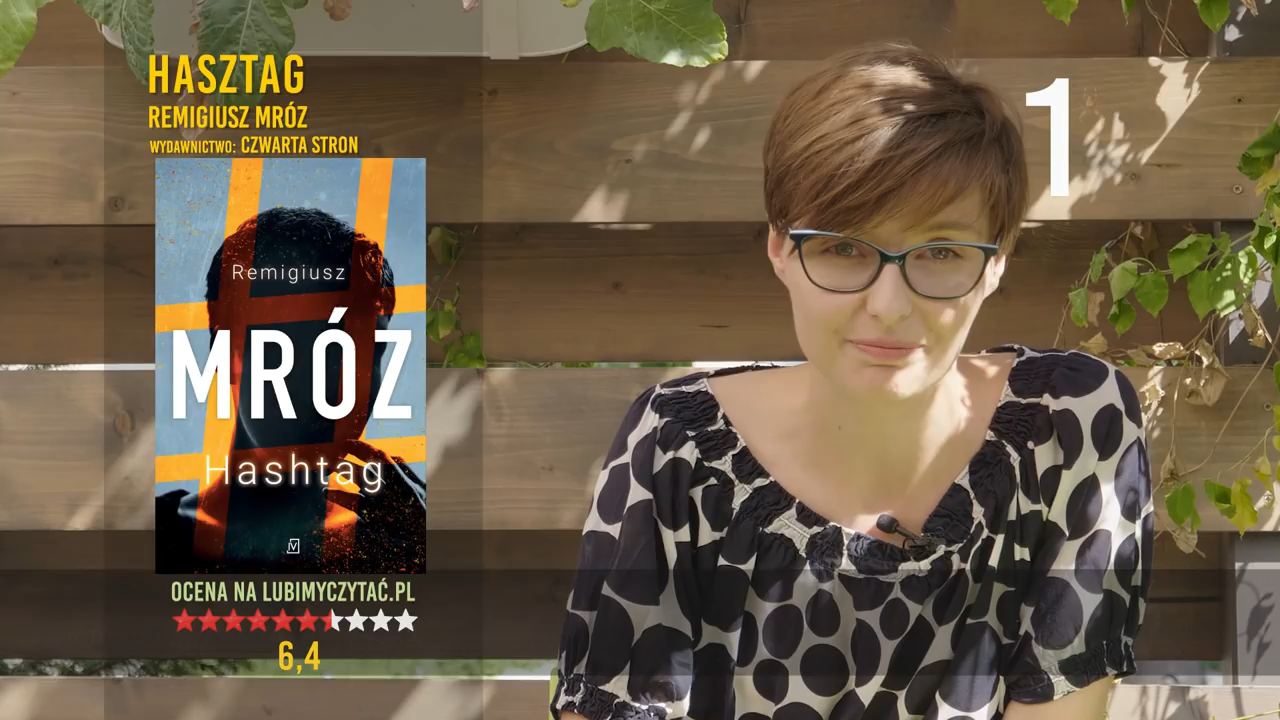 HASZTAG
REMIGIUSZ MRÓZ
WYDAWNICTWO: CZWARTA STRON
Remigiusz
MRÓZ
Hashtag
OCENA NA LUBIMYCZYTAĆ.PL
6,4
1